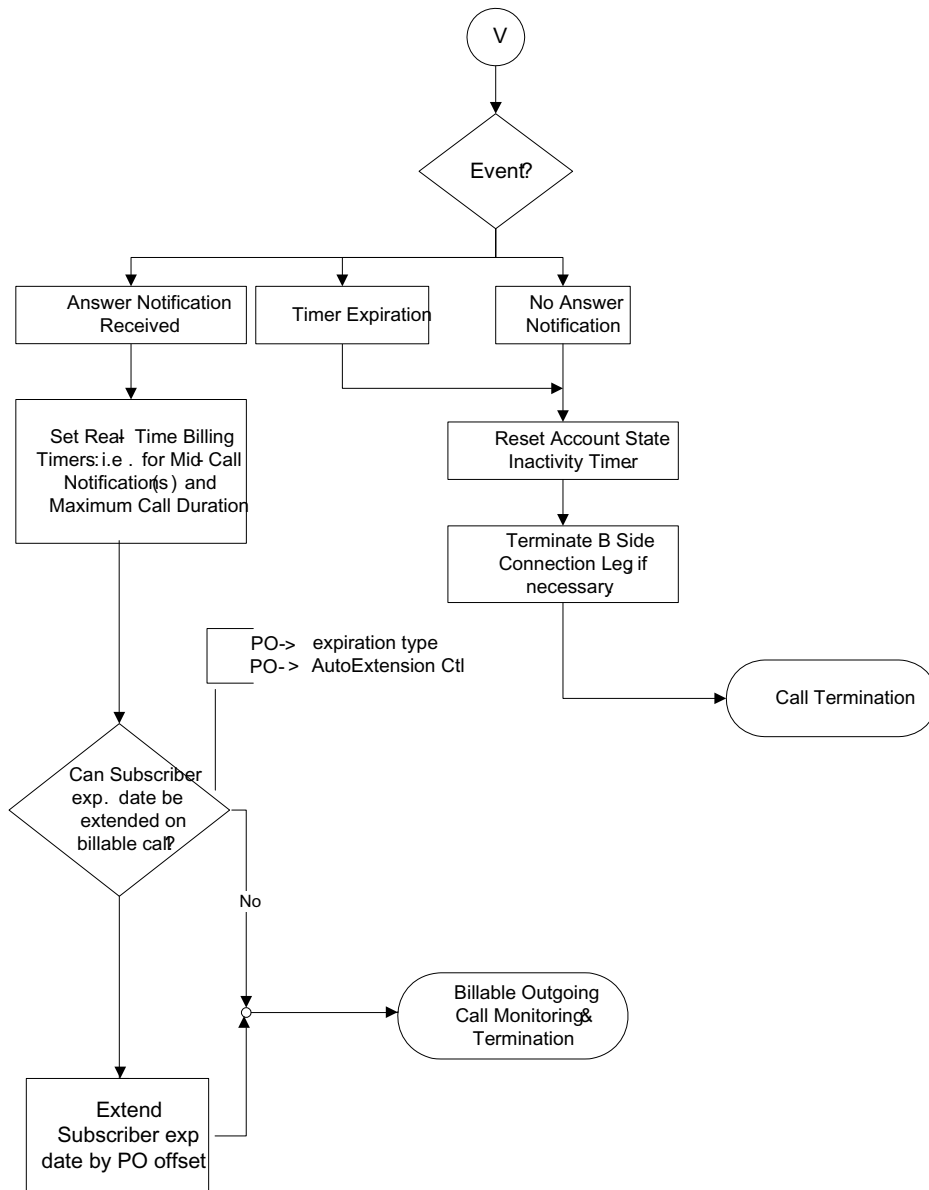 V
Event?
Answer Notification
Received
Timer Expiration
No Answer
Notification
Set Real- Time Billing
Timers: i.e . for Mid- Call
Notification(s) and
Maximum Call Duration
Reset Account State
Inactivity Timer.
Terminate B Side
Connection Leg, if
necessary.
PO-> expiration type
PO-> AutoExtension Ctl
Call Termination
Can Subscriber
exp. date be
extended on
billable call?
No
Billable Outgoing
Call Monitoring &
Termination
Extend
Subscriber exp
date by PO offset